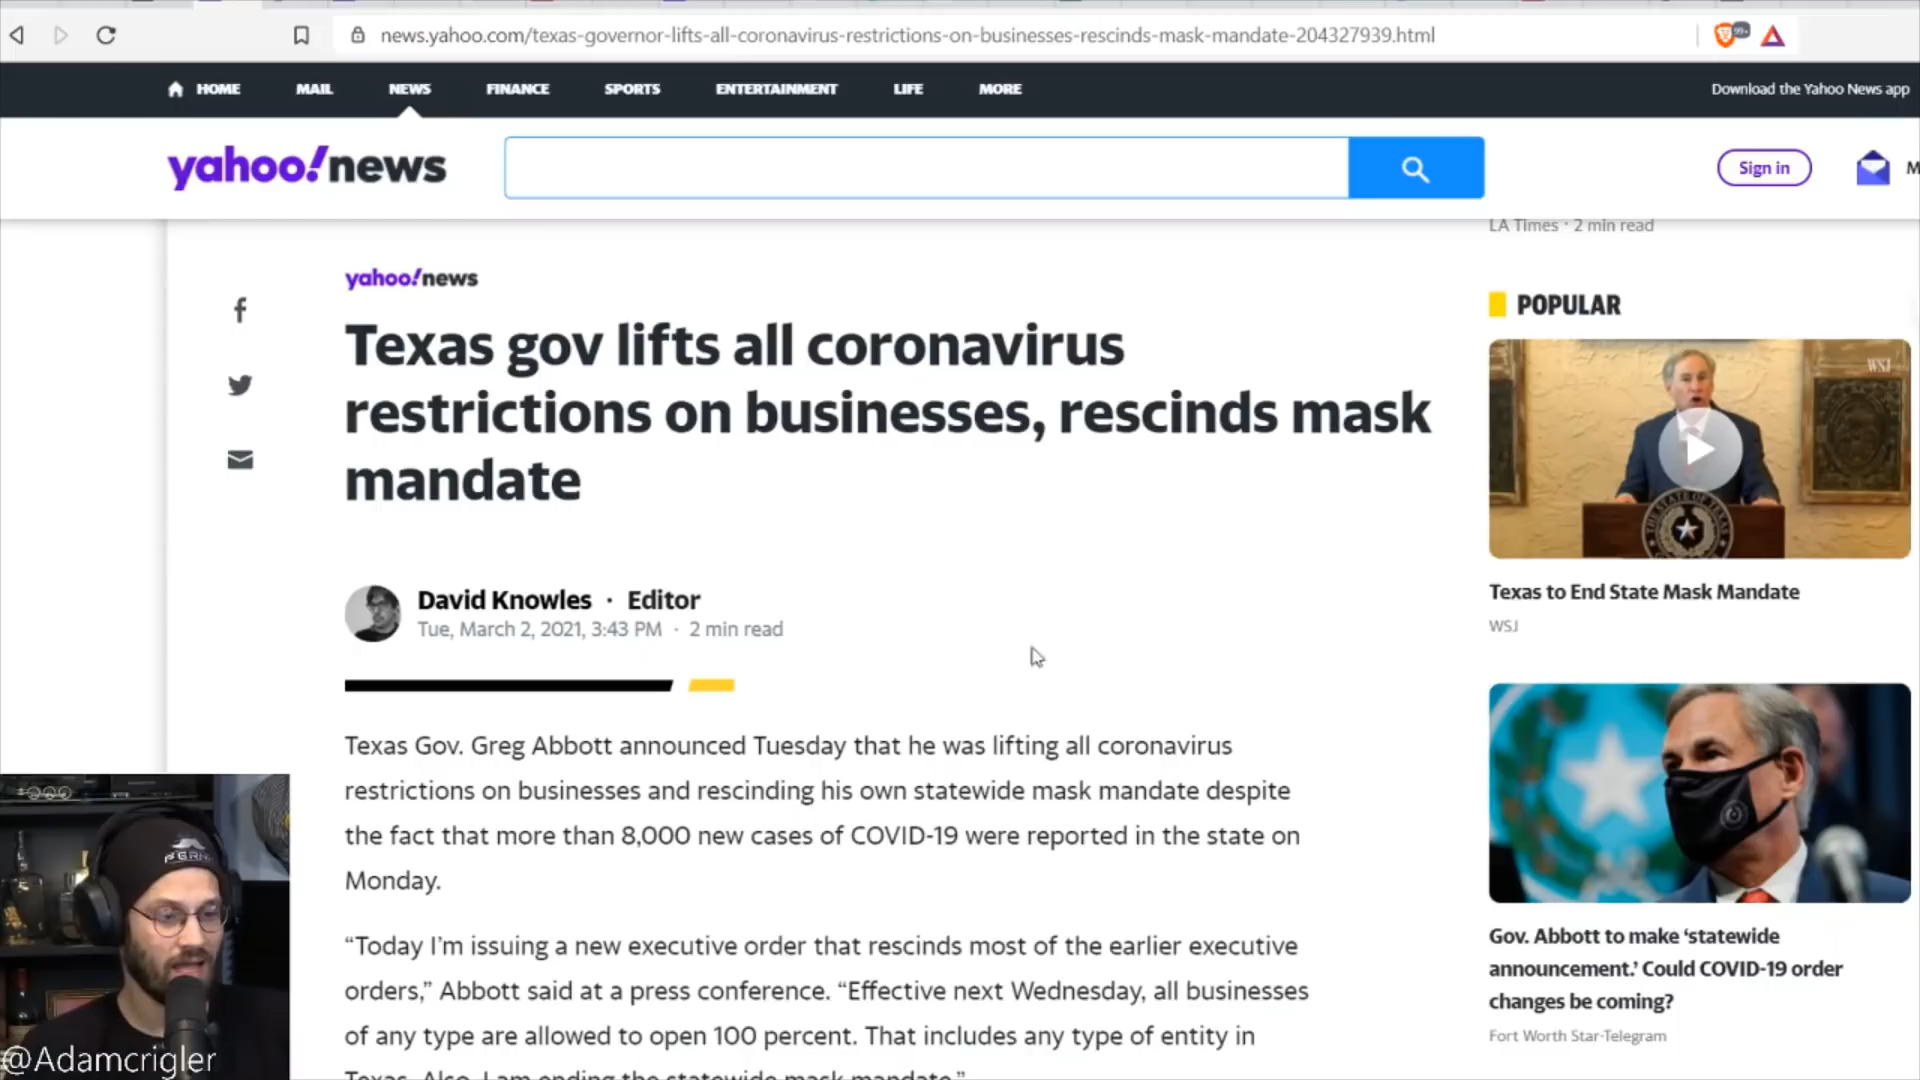 news.yahoo.com/texas-governor-lifts-all-coronavirus-restrictions-on-businesses-rescinds-mask-mandate-204327939.html
99+
HOME MAIL NEWS FINANCE SPORTS ENTERTAINMENT LIFE MORE Download the Yahoo News app
yahoo!news
Sign in
M
LA Times · 2 min read
yahoo!news
Texas gov lifts all coronavirus
restrictions on businesses, rescinds mask
mandate
David Knowles · Editor
Tue, March 2, 2021, 3:43 PM · 2 min read
Texas Gov. Greg Abbott announced Tuesday that he was lifting all coronavirus
restrictions on businesses and rescinding his own statewide mask mandate despite
the fact that more than 8,000 new cases of COVID-19 were reported in the state on
Monday.
“Today I’m issuing a new executive order that rescinds most of the earlier executive
orders,” Abbott said at a press conference. “Effective next Wednesday, all businesses
of any type are allowed to open 100 percent. That includes any type of entity in
Texas. Also, I am ending the statewide mask mandate.”
POPULAR
WSJ
THE STATE OF TEXAS
Texas to End State Mask Mandate
WSJ
Gov. Abbott to make ‘statewide
announcement.’ Could COVID-19 order
changes be coming?
Fort Worth Star-Telegram
@Adamcrigler